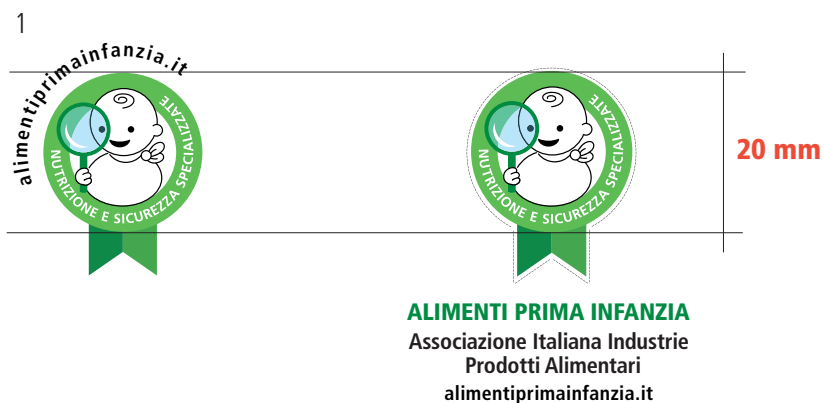 1
alimentiprimainfanzia.it
NUTRIZIONE E SICUREZZA SPECIALIZZATE
NUTRIZIONE E SICUREZZA SPECIALIZZATE
20 mm
ALIMENTI PRIMA INFANZIA
Associazione Italiana Industrie
Prodotti Alimentari
alimentiprimainfanzia.it